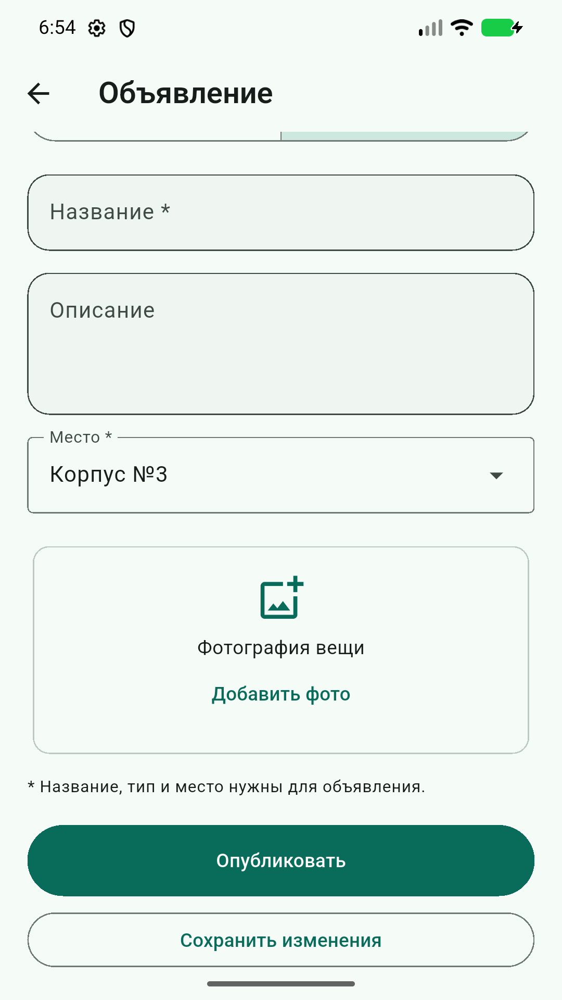 6:54
Объявление
Название *
Описание
Место *
Корпус №3
Фотография вещи
Добавить фото
* Название, тип и место нужны для объявления.
Опубликовать
Сохранить изменения